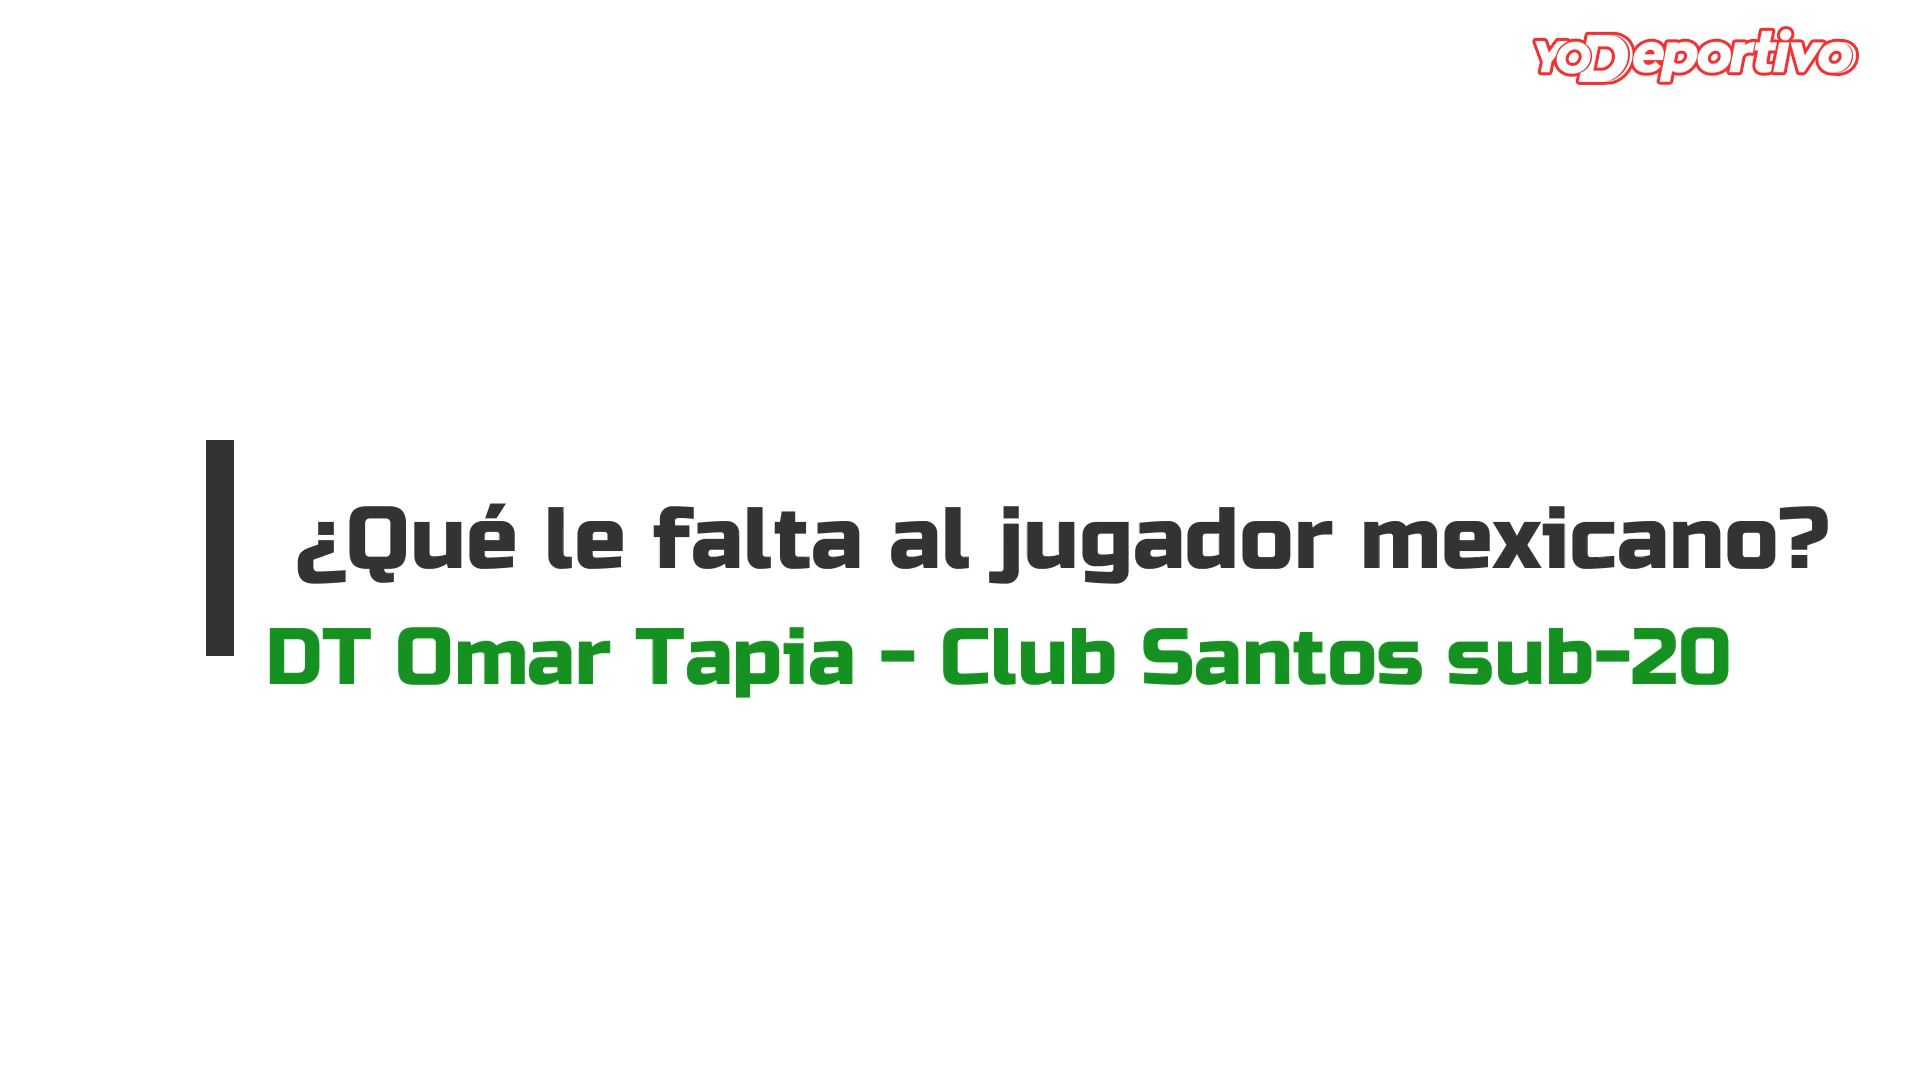 YoDeportivo
¿Qué le falta al jugador mexicano?
DT Omar Tapia - Club Santos sub-20